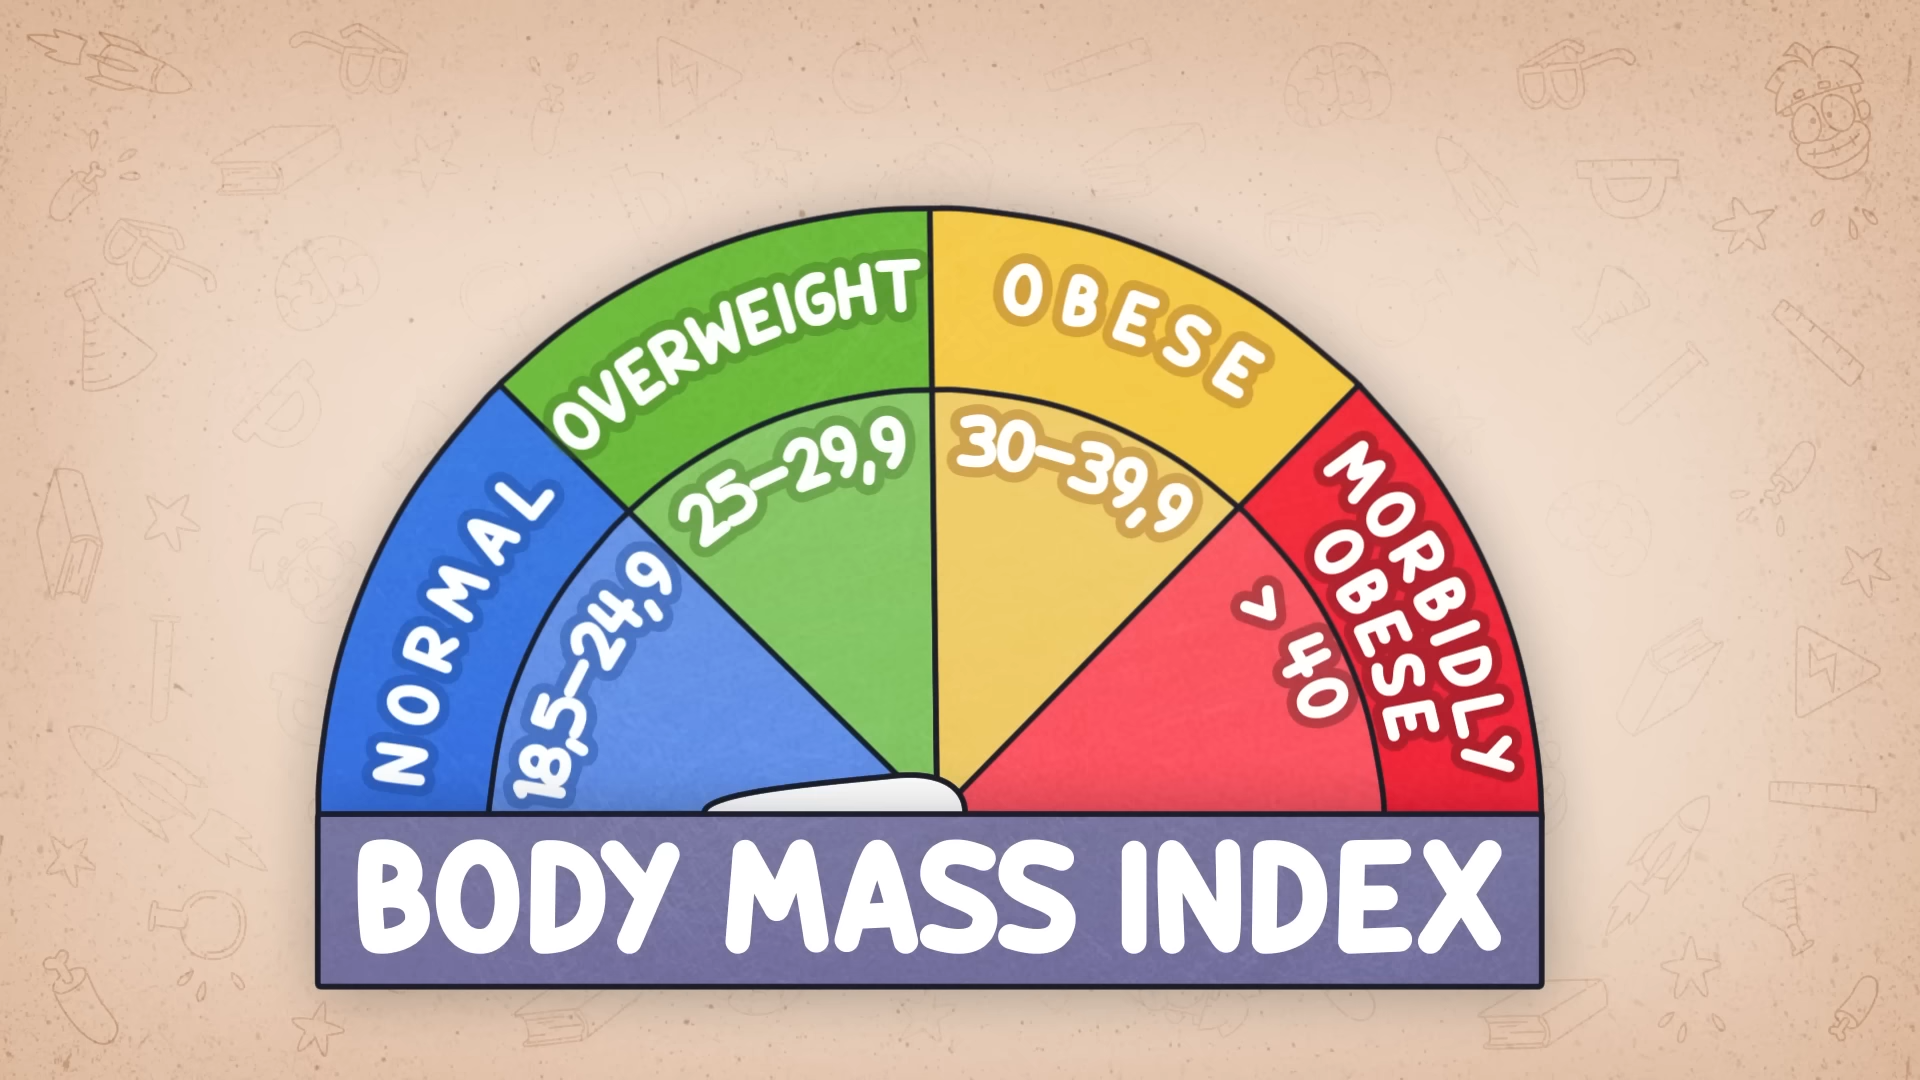 NORMAL
OVERWEIGHT
OBESE
MORBIDLY
OBESE
18,5–24,9
25–29,9
30–39,9
> 40
BODY MASS INDEX